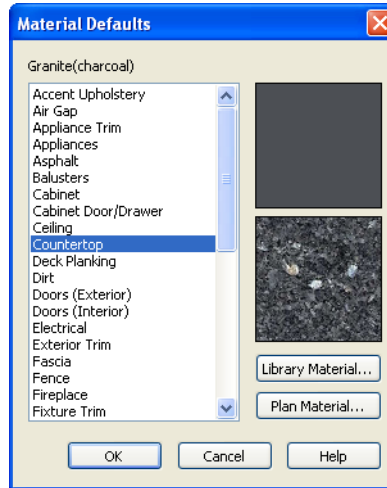 Material Defaults
Granite(charcoal)
Accent Upholstery
Air Gap
Appliance Trim
Appliances
Asphalt
Balusters
Cabinet
Cabinet Door/Drawer
Ceiling
Countertop
Deck Planking
Dirt
Doors (Exterior)
Doors (Interior)
Electrical
Exterior Trim
Fascia
Fence
Fireplace
Fixture Trim
Library Material...
Plan Material...
OK
Cancel
Help